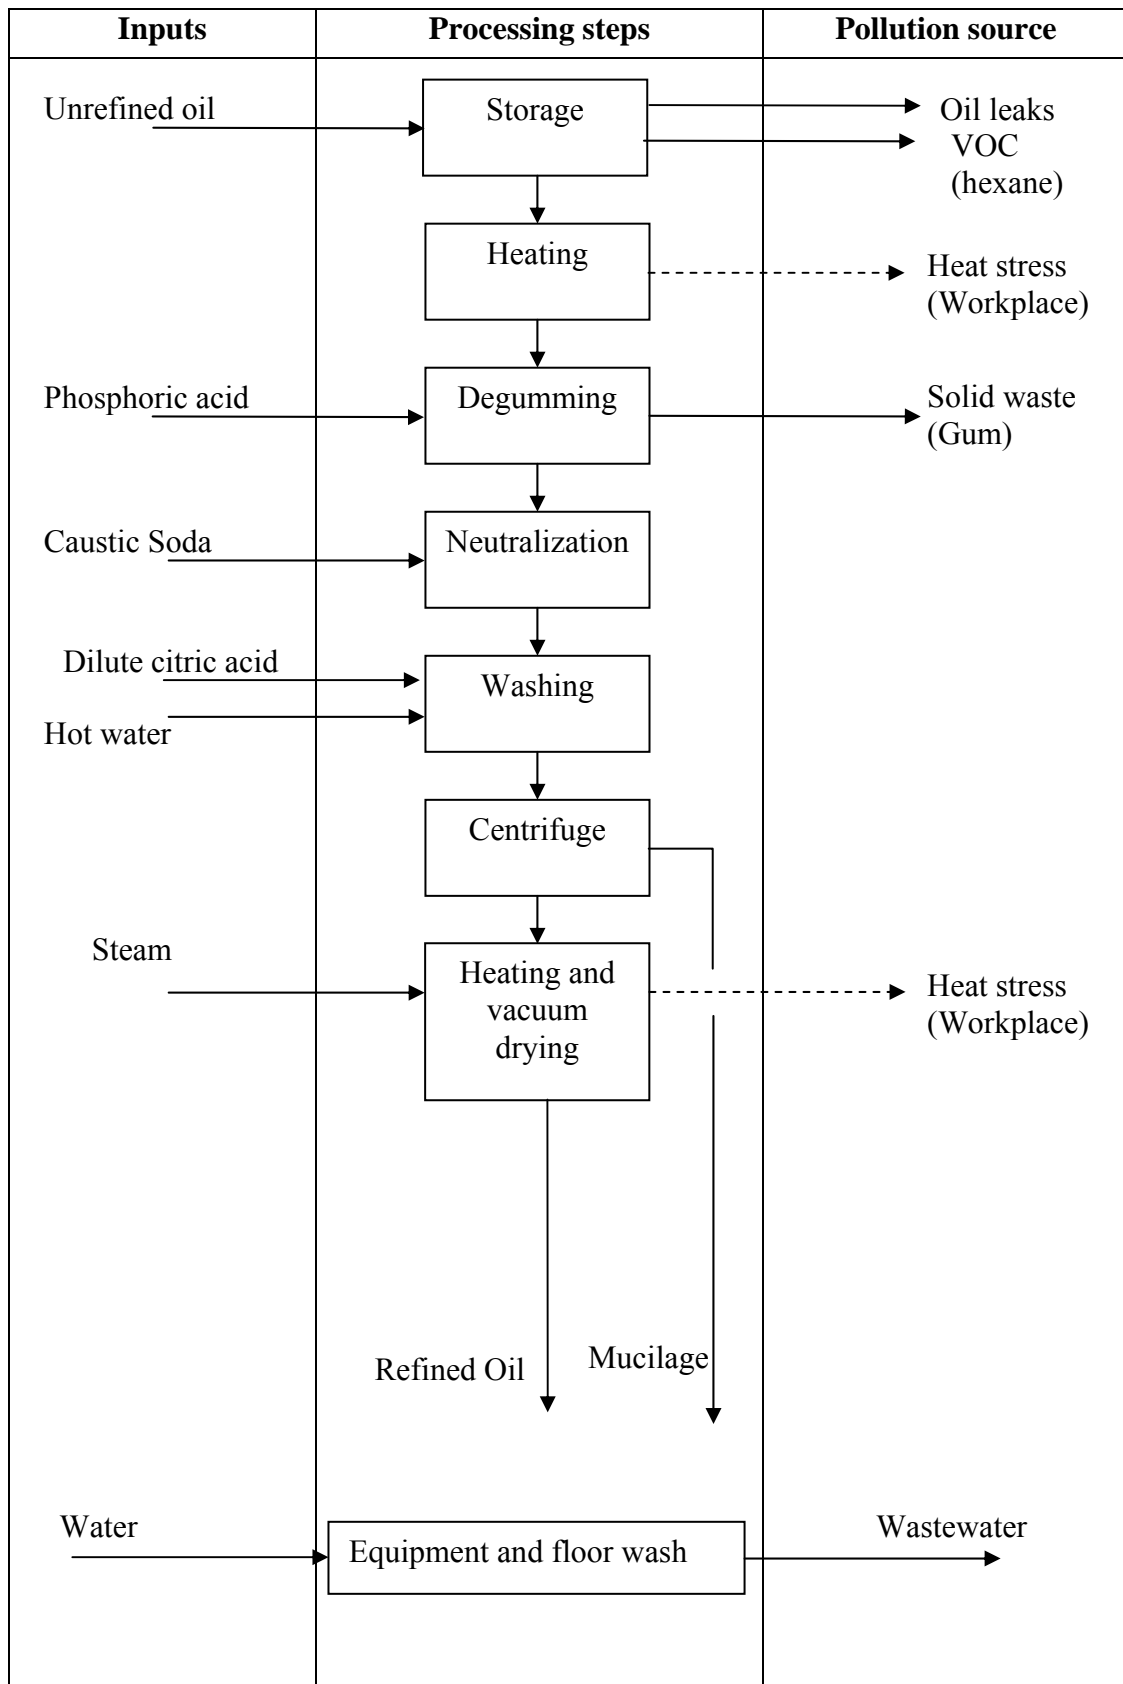 Inputs
Processing steps
Pollution source
Unrefined oil
Storage
Oil leaks
VOC
(hexane)
Heating
Heat stress
(Workplace)
Phosphoric acid
Degumming
Solid waste
(Gum)
Caustic Soda
Neutralization
Dilute citric acid
Hot water
Washing
Centrifuge
Steam
Heating and
vacuum
drying
Heat stress
(Workplace)
Refined Oil
Mucilage
Water
Equipment and floor wash
Wastewater